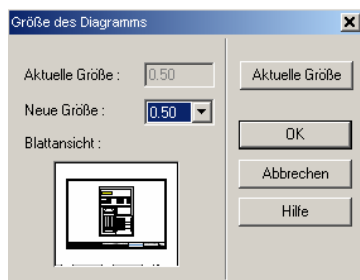 Größe des Diagramms
Aktuelle Größe : 0.50
Aktuelle Größe
Neue Größe : 0.50
Blattansicht :
OK
Abbrechen
Hilfe